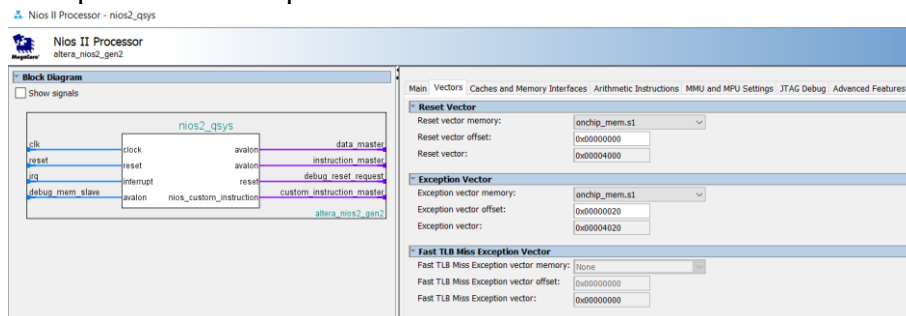 Nios II Processor - nios2_qsys
Nios II Processor
altera_nios2_gen2
MegaCore
Block Diagram
Show signals
nios2_qsys
clk
clock
avalon
data_master
reset
reset
avalon
instruction_master
irq
interrupt
reset
debug_reset_request
debug_mem_slave
avalon
nios_custom_instruction
custom_instruction_master
altera_nios2_gen2
Main Vectors Caches and Memory Interfaces Arithmetic Instructions MMU and MPU Settings JTAG Debug Advanced Features
Reset Vector
Reset vector memory: onchip_mem.s1
Reset vector offset: 0x00000000
Reset vector: 0x00004000
Exception Vector
Exception vector memory: onchip_mem.s1
Exception vector offset: 0x00000020
Exception vector: 0x00004020
Fast TLB Miss Exception Vector
Fast TLB Miss Exception vector memory: None
Fast TLB Miss Exception vector offset: 0x00000000
Fast TLB Miss Exception vector: 0x00000000